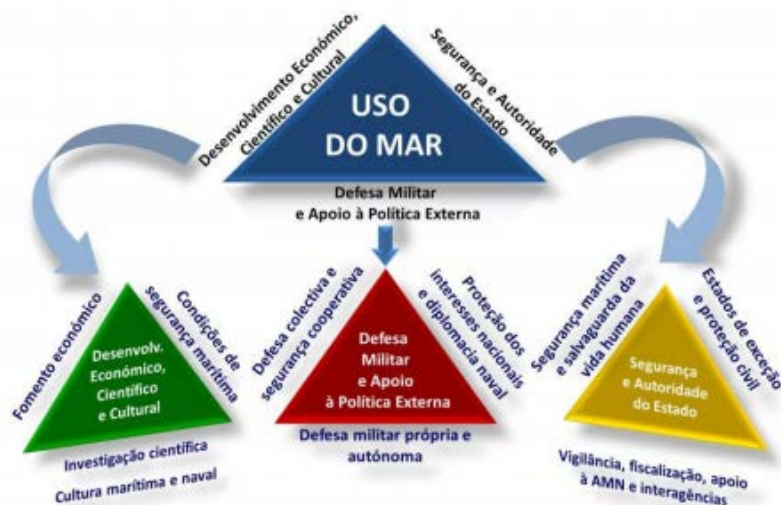 Desenvolvimento Económico,
Científico e Cultural
USO
DO MAR
Segurança e Autoridade
do Estado
Defesa Militar
e Apoio à Política Externa
Fomento económico
Desenvolv.
Económico,
Científico
e Cultural
Condições de
segurança marítima
Investigação científica
Cultura marítima e naval
Defesa colectiva e
segurança cooperativa
Defesa
Militar
e Apoio
à Política Externa
Proteção dos
interesses nacionais
e diplomacia naval
Defesa militar própria e
autónoma
Segurança marítima
e salvaguarda da
vida humana
Segurança
e Autoridade
do Estado
Estados de exceção
e proteção civil
Vigilância, fiscalização, apoio
à AMN e interagências